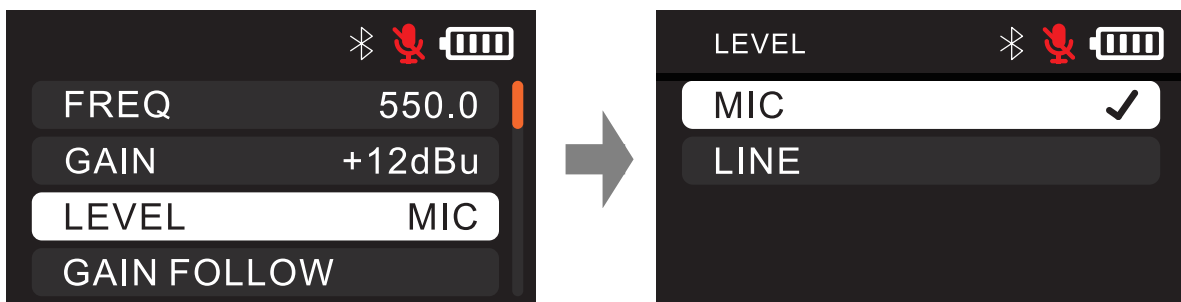 FREQ 550.0
GAIN +12dBu
LEVEL MIC
GAIN FOLLOW
LEVEL
MIC
LINE